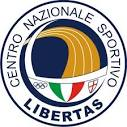 CENTRO NAZIONALE SPORTIVO
LIBERTAS